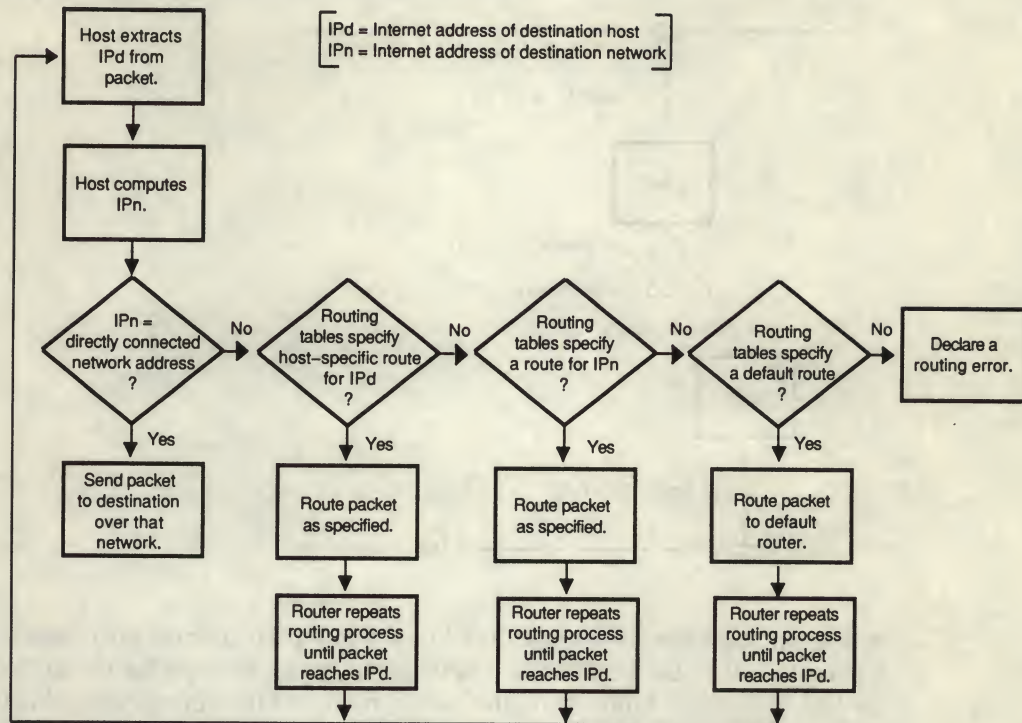 Host extracts
IPd from
packet.
IPd = Internet address of destination host
IPn = Internet address of destination network
Host computes
IPn.
IPn =
directly connected
network address
?
No
Routing
tables specify
host–specific route
for IPd
?
No
Routing
tables specify
a route for IPn
?
No
Routing
tables specify
a default route
?
No
Declare a
routing error.
Yes
Yes
Yes
Yes
Send packet
to destination
over that
network.
Route packet
as specified.
Route packet
as specified.
Route packet
to default
router.
Router repeats
routing process
until packet
reaches IPd.
Router repeats
routing process
until packet
reaches IPd.
Router repeats
routing process
until packet
reaches IPd.